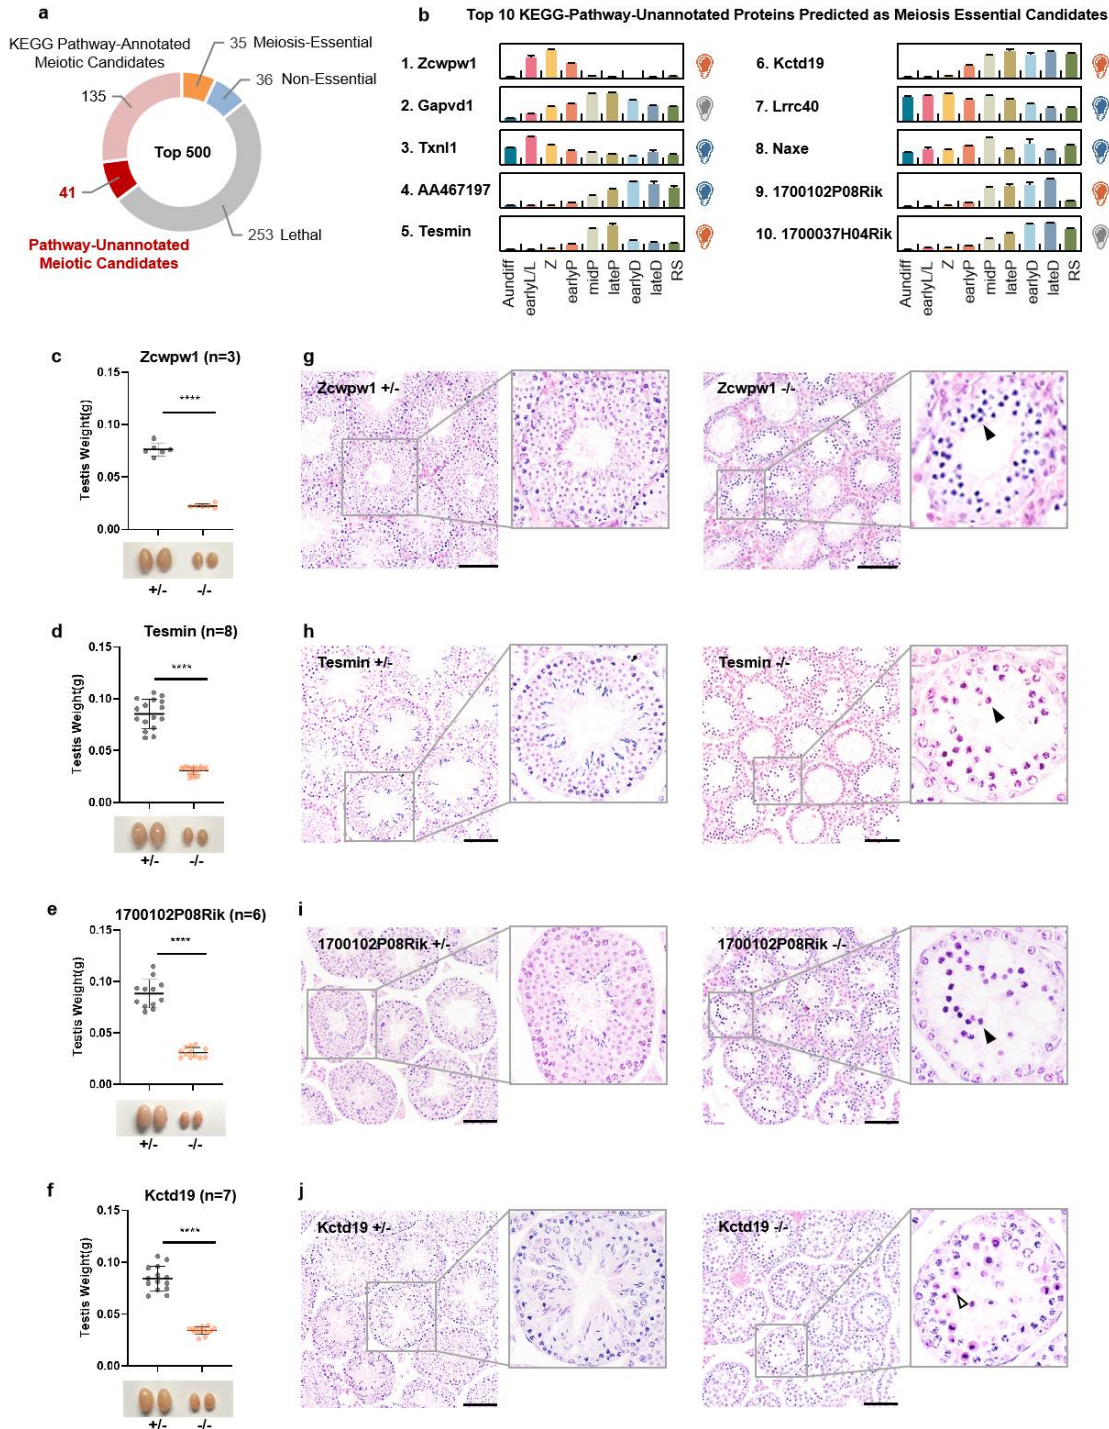 a
KEGG Pathway-Annotated
Meiotic Candidates
35 Meiosis-Essential
36 Non-Essential
135
Top 500
41
253 Lethal
Pathway-Unannotated
Meiotic Candidates
b Top 10 KEGG-Pathway-Unannotated Proteins Predicted as Meiosis Essential Candidates
1. Zcwpw1
2. Gapvd1
3. Txnl1
4. AA467197
5. Tesmin
Aundiff
earlyL/L
Z
earlyP
midP
lateP
earlyD
lateD
RS
6. Kctd19
7. Lrrc40
8. Naxe
9. 1700102P08Rik
10. 1700037H04Rik
Aundiff
earlyL/L
Z
earlyP
midP
lateP
earlyD
lateD
RS
c
Zcwpw1 (n=3)
0.15
0.10
0.05
0.00
Testis Weight(g)
****
+/- -/-
g
Zcwpw1 +/-
Zcwpw1 -/-
d
Tesmin (n=8)
0.15
0.10
0.05
0.00
Testis Weight(g)
****
+/- -/-
h
Tesmin +/-
Tesmin -/-
e
1700102P08Rik (n=6)
0.15
0.10
0.05
0.00
Testis Weight(g)
****
+/- -/-
i
1700102P08Rik +/-
1700102P08Rik -/-
f
Kctd19 (n=7)
0.15
0.10
0.05
0.00
Testis Weight(g)
****
+/- -/-
j
Kctd19 +/-
Kctd19 -/-